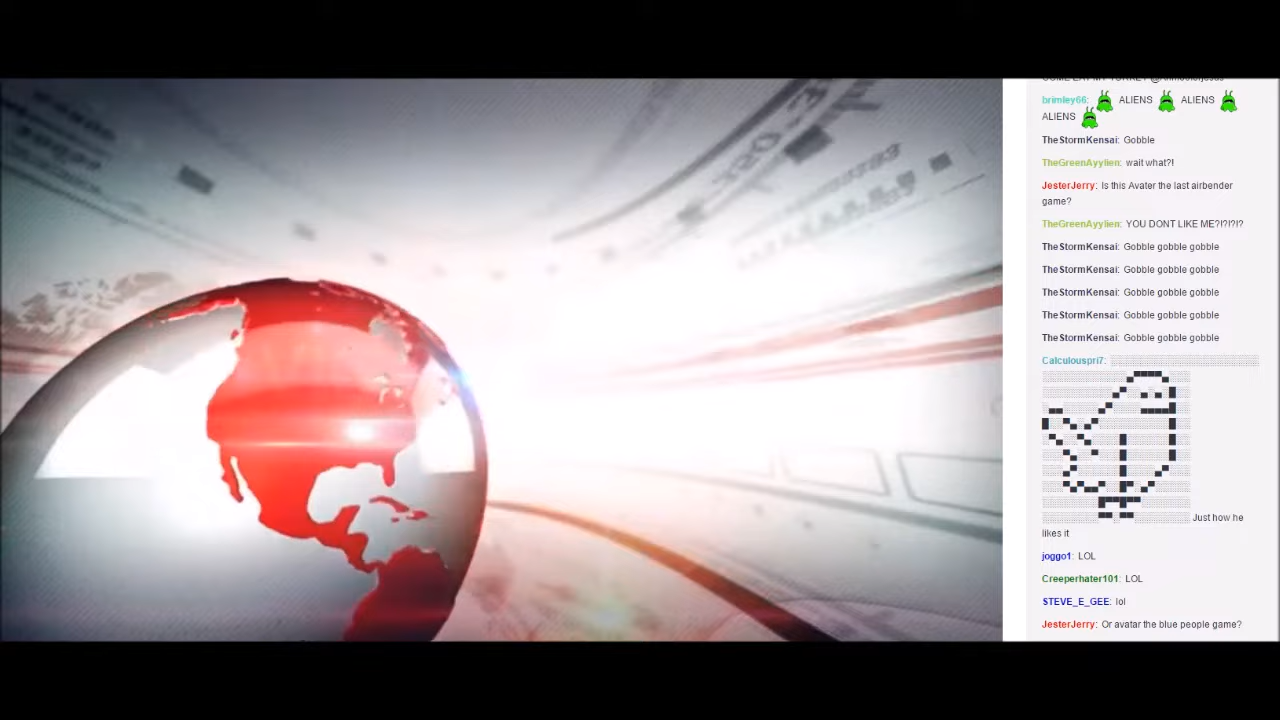 brimley66: ALIENS ALIENS
ALIENS
TheStormKensai: Gobble
TheGreenAyylien: wait what?!
JesterJerry: Is this Avater the last airbender
game?
TheGreenAyylien: YOU DONT LIKE ME?!?!?!?
TheStormKensai: Gobble gobble gobble
TheStormKensai: Gobble gobble gobble
TheStormKensai: Gobble gobble gobble
TheStormKensai: Gobble gobble gobble
TheStormKensai: Gobble gobble gobble
Calculouspri7:
Just how he
likes it
joggo1: LOL
Creeperhater101: LOL
STEVE_E_GEE: lol
JesterJerry: Or avatar the blue people game?